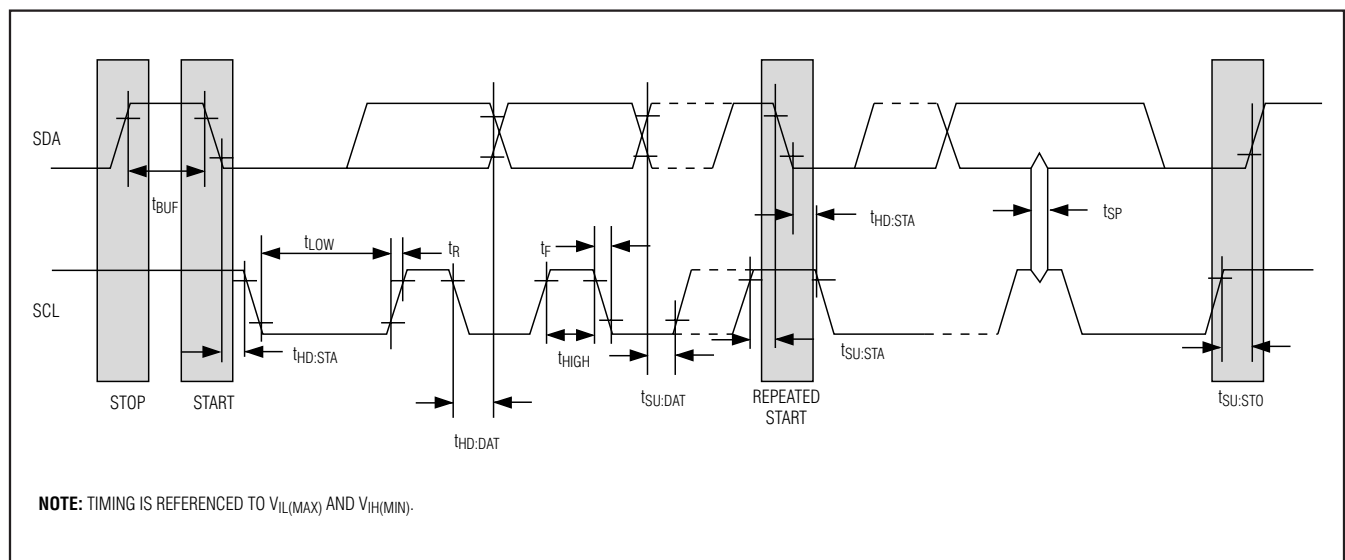 SDA
tBUF
tLOW
tR
tF
tHD:STA
tSP
SCL
tHD:STA
tHIGH
tSU:STA
tSU:DAT
tSU:STO
STOP
START
REPEATED
START
tHD:DAT
NOTE: TIMING IS REFERENCED TO VIL(MAX) AND VIH(MIN).